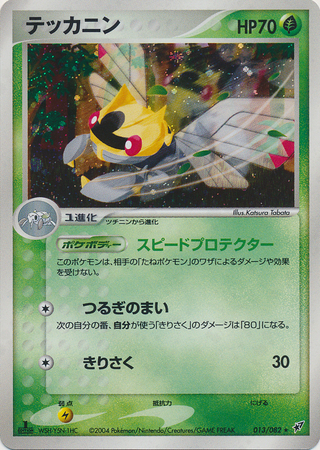 テッカニン HP70
Illus.Katsura Tabata
1進化 ツチニンから進化
ポケボディー スピードプロテクター
このポケモンは、相手の「たねポケモン」のワザによるダメージや効果
を受けない。
つるぎのまい
次の自分の番、自分が使う「きりさく」のダメージは「80」になる。
きりさく 30
弱点 抵抗力 にげる
1 EDITION WSH-YSN-1HC ©2004 Pokémon/Nintendo/Creatures/GAME FREAK 013/082 ★